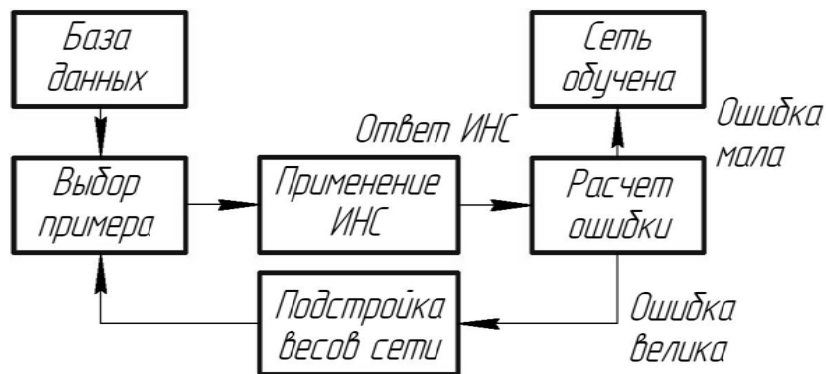 База
данных
Сеть
обучена
Ответ ИНС
Ошибка
мала
Выбор
примера
Применение
ИНС
Расчет
ошибки
Подстройка
весов сети
Ошибка
велика